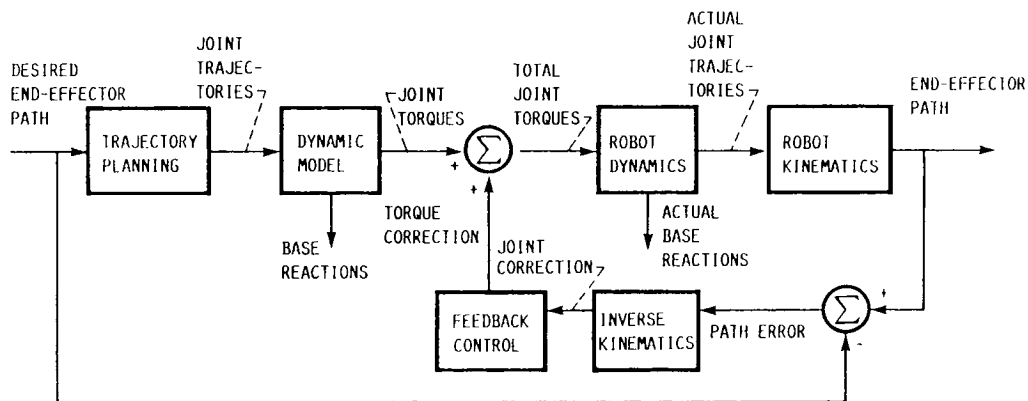 DESIRED
END-EFFECTOR
PATH
TRAJECTORY
PLANNING
JOINT
TRAJEC-
TORIES
DYNAMIC
MODEL
BASE
REACTIONS
JOINT
TORQUES
+
Σ
+
TORQUE
CORRECTION
TOTAL
JOINT
TORQUES
ROBOT
DYNAMICS
ACTUAL
BASE
REACTIONS
ACTUAL
JOINT
TRAJEC-
TORIES
ROBOT
KINEMATICS
END-EFFECTOR
PATH
+
Σ
-
PATH ERROR
INVERSE
KINEMATICS
JOINT
CORRECTION
FEEDBACK
CONTROL